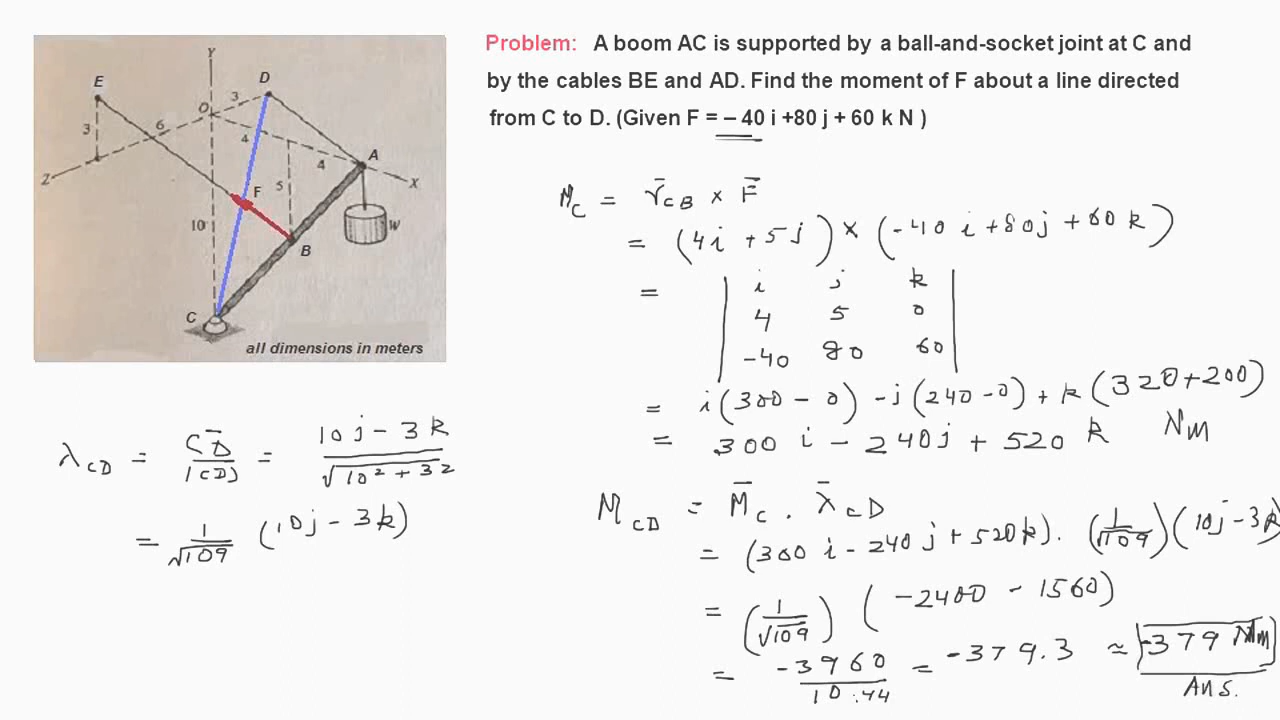 Problem: A boom AC is supported by a ball-and-socket joint at C and
by the cables BE and AD. Find the moment of F about a line directed
from C to D. (Given F = – 40 i +80 j + 60 k N )
Y
D
E
3
O
3
6
4
A
4
Z
X
5
F
10
W
B
C
all dimensions in meters
M_C = r̄_CB × F̄
= (4i + 5j) × (-40 i + 80j + 60 k)
= | i j k |
| 4 5 0 |
| -40 80 60 |
= i(300 - 0) - j(240 - 0) + k(320 + 200)
= 300 i - 240j + 520 k Nm
λ_CD = C̄D̄ / |CD| = 10 j - 3 k / √10² + 3²
= 1/√109 (10j - 3k)
M_CD = M̄_C . λ̄_CD
= (300 i - 240 j + 520 k). (1/√109)(10j - 3k
= (1/√109) (-2400 - 1560)
= -3960 / 10.44 = -379.3 ≈ -379 Nm
Ans.